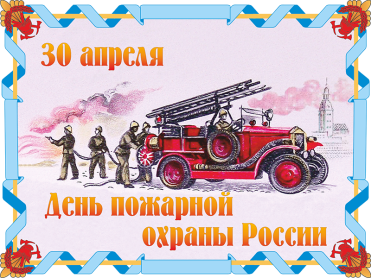 30 апреля
День пожарной
охраны России